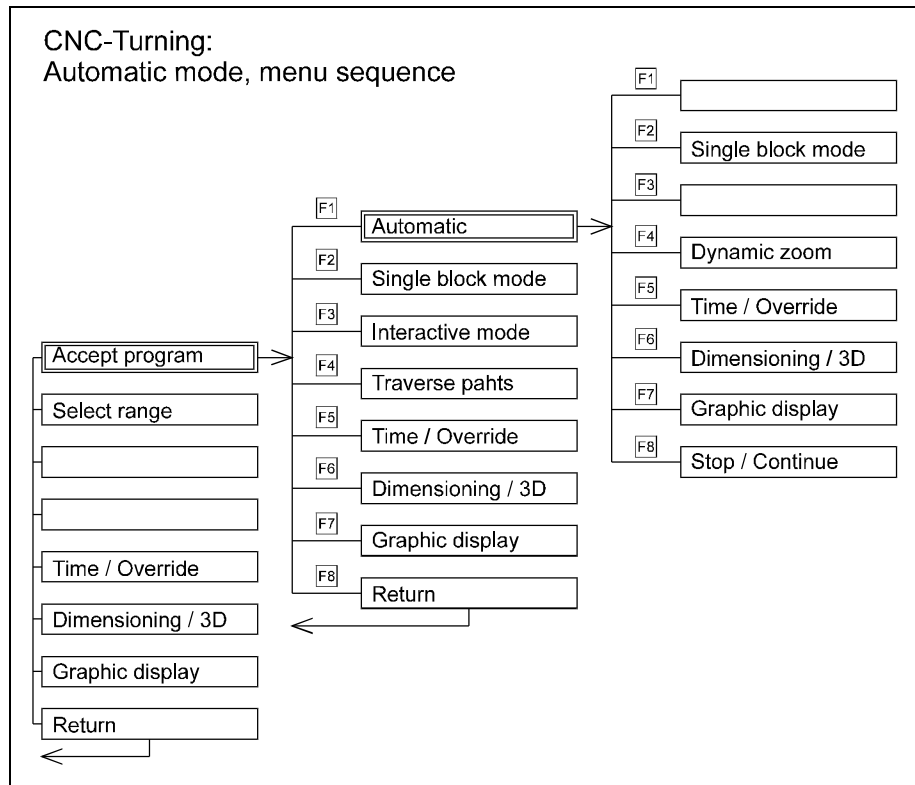 CNC-Turning:
Automatic mode, menu sequence
Accept program
Select range
Time / Override
Dimensioning / 3D
Graphic display
Return
F1
Automatic
F2
Single block mode
F3
Interactive mode
F4
Traverse pahts
F5
Time / Override
F6
Dimensioning / 3D
F7
Graphic display
F8
Return
F1
F2
Single block mode
F3
F4
Dynamic zoom
F5
Time / Override
F6
Dimensioning / 3D
F7
Graphic display
F8
Stop / Continue